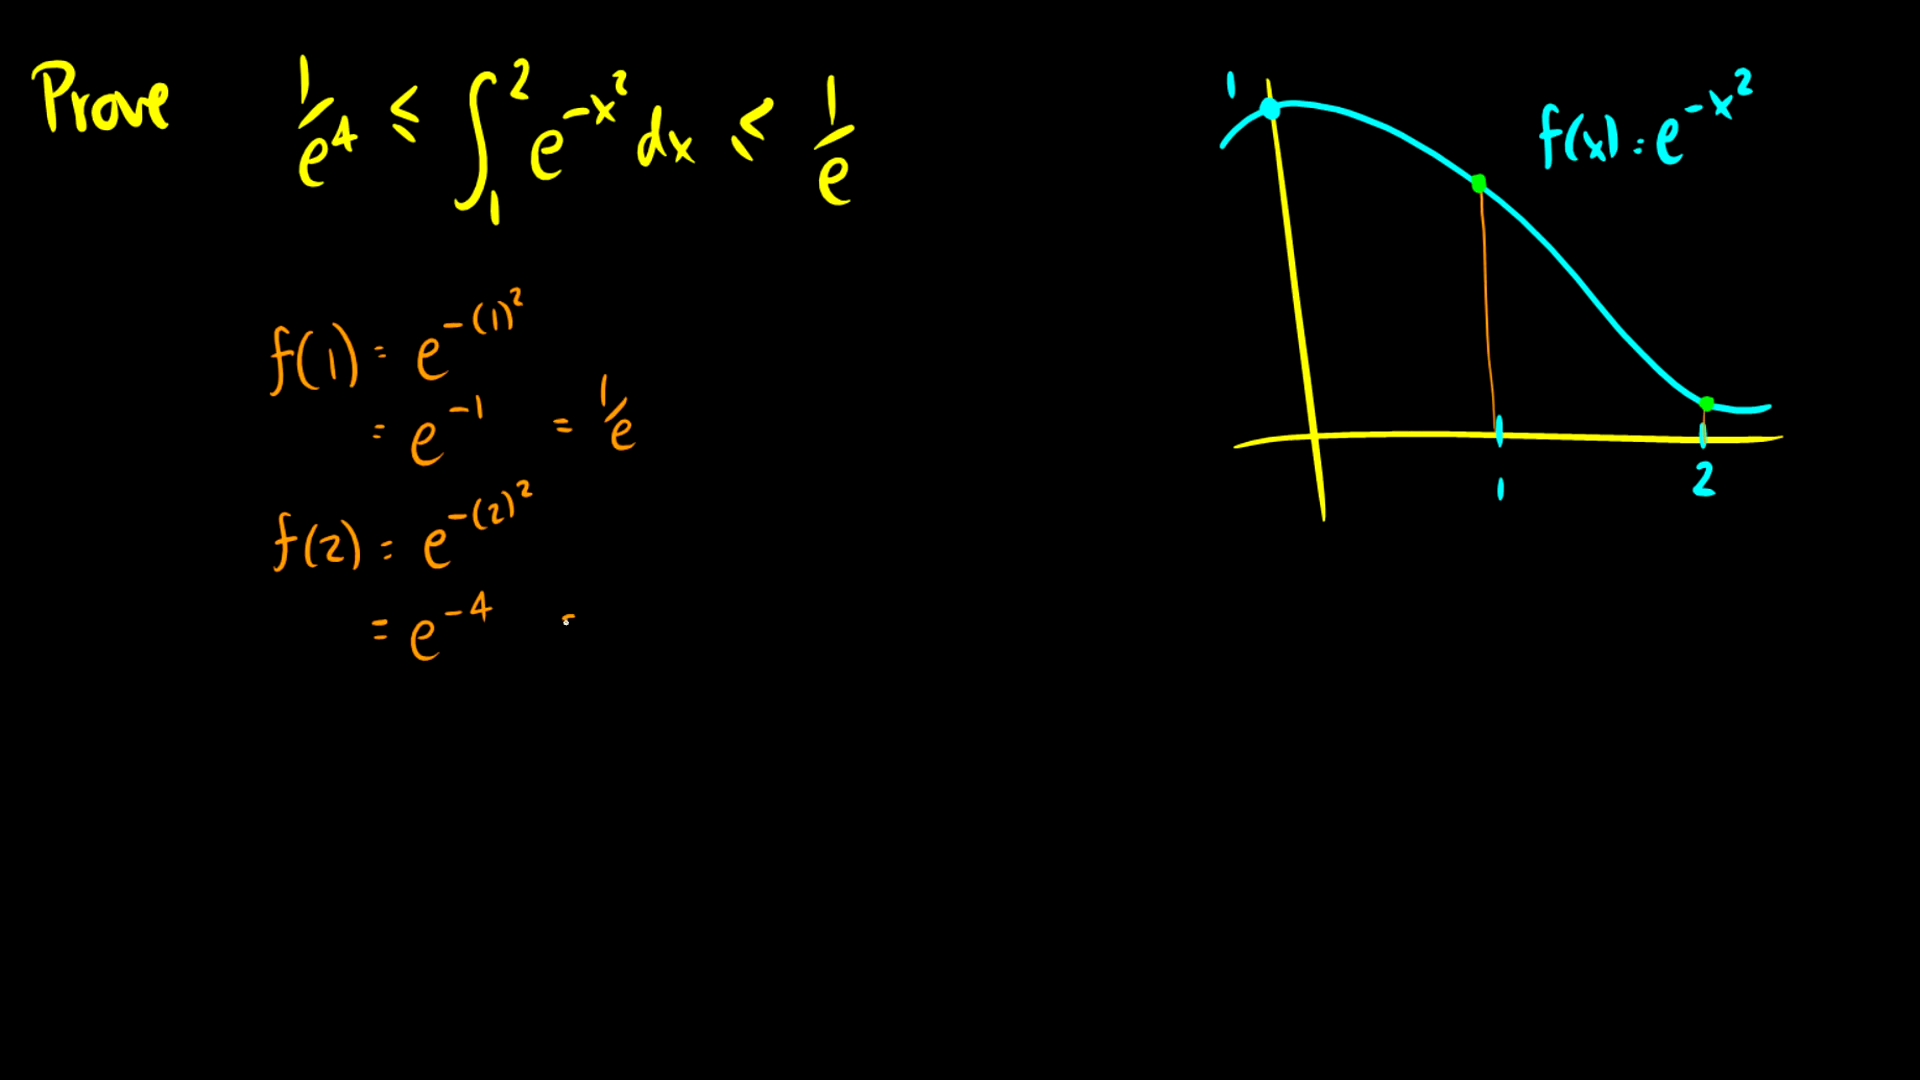 Prove 1/e⁴ ≤ ∫₁² e^(-x²) dx ≤ 1/e
f(1) = e^(-(1)²)
= e^(-1) = 1/e
f(2) = e^(-(2)²)
= e^(-4) =
1
f(x) = e^(-x²)
1 2